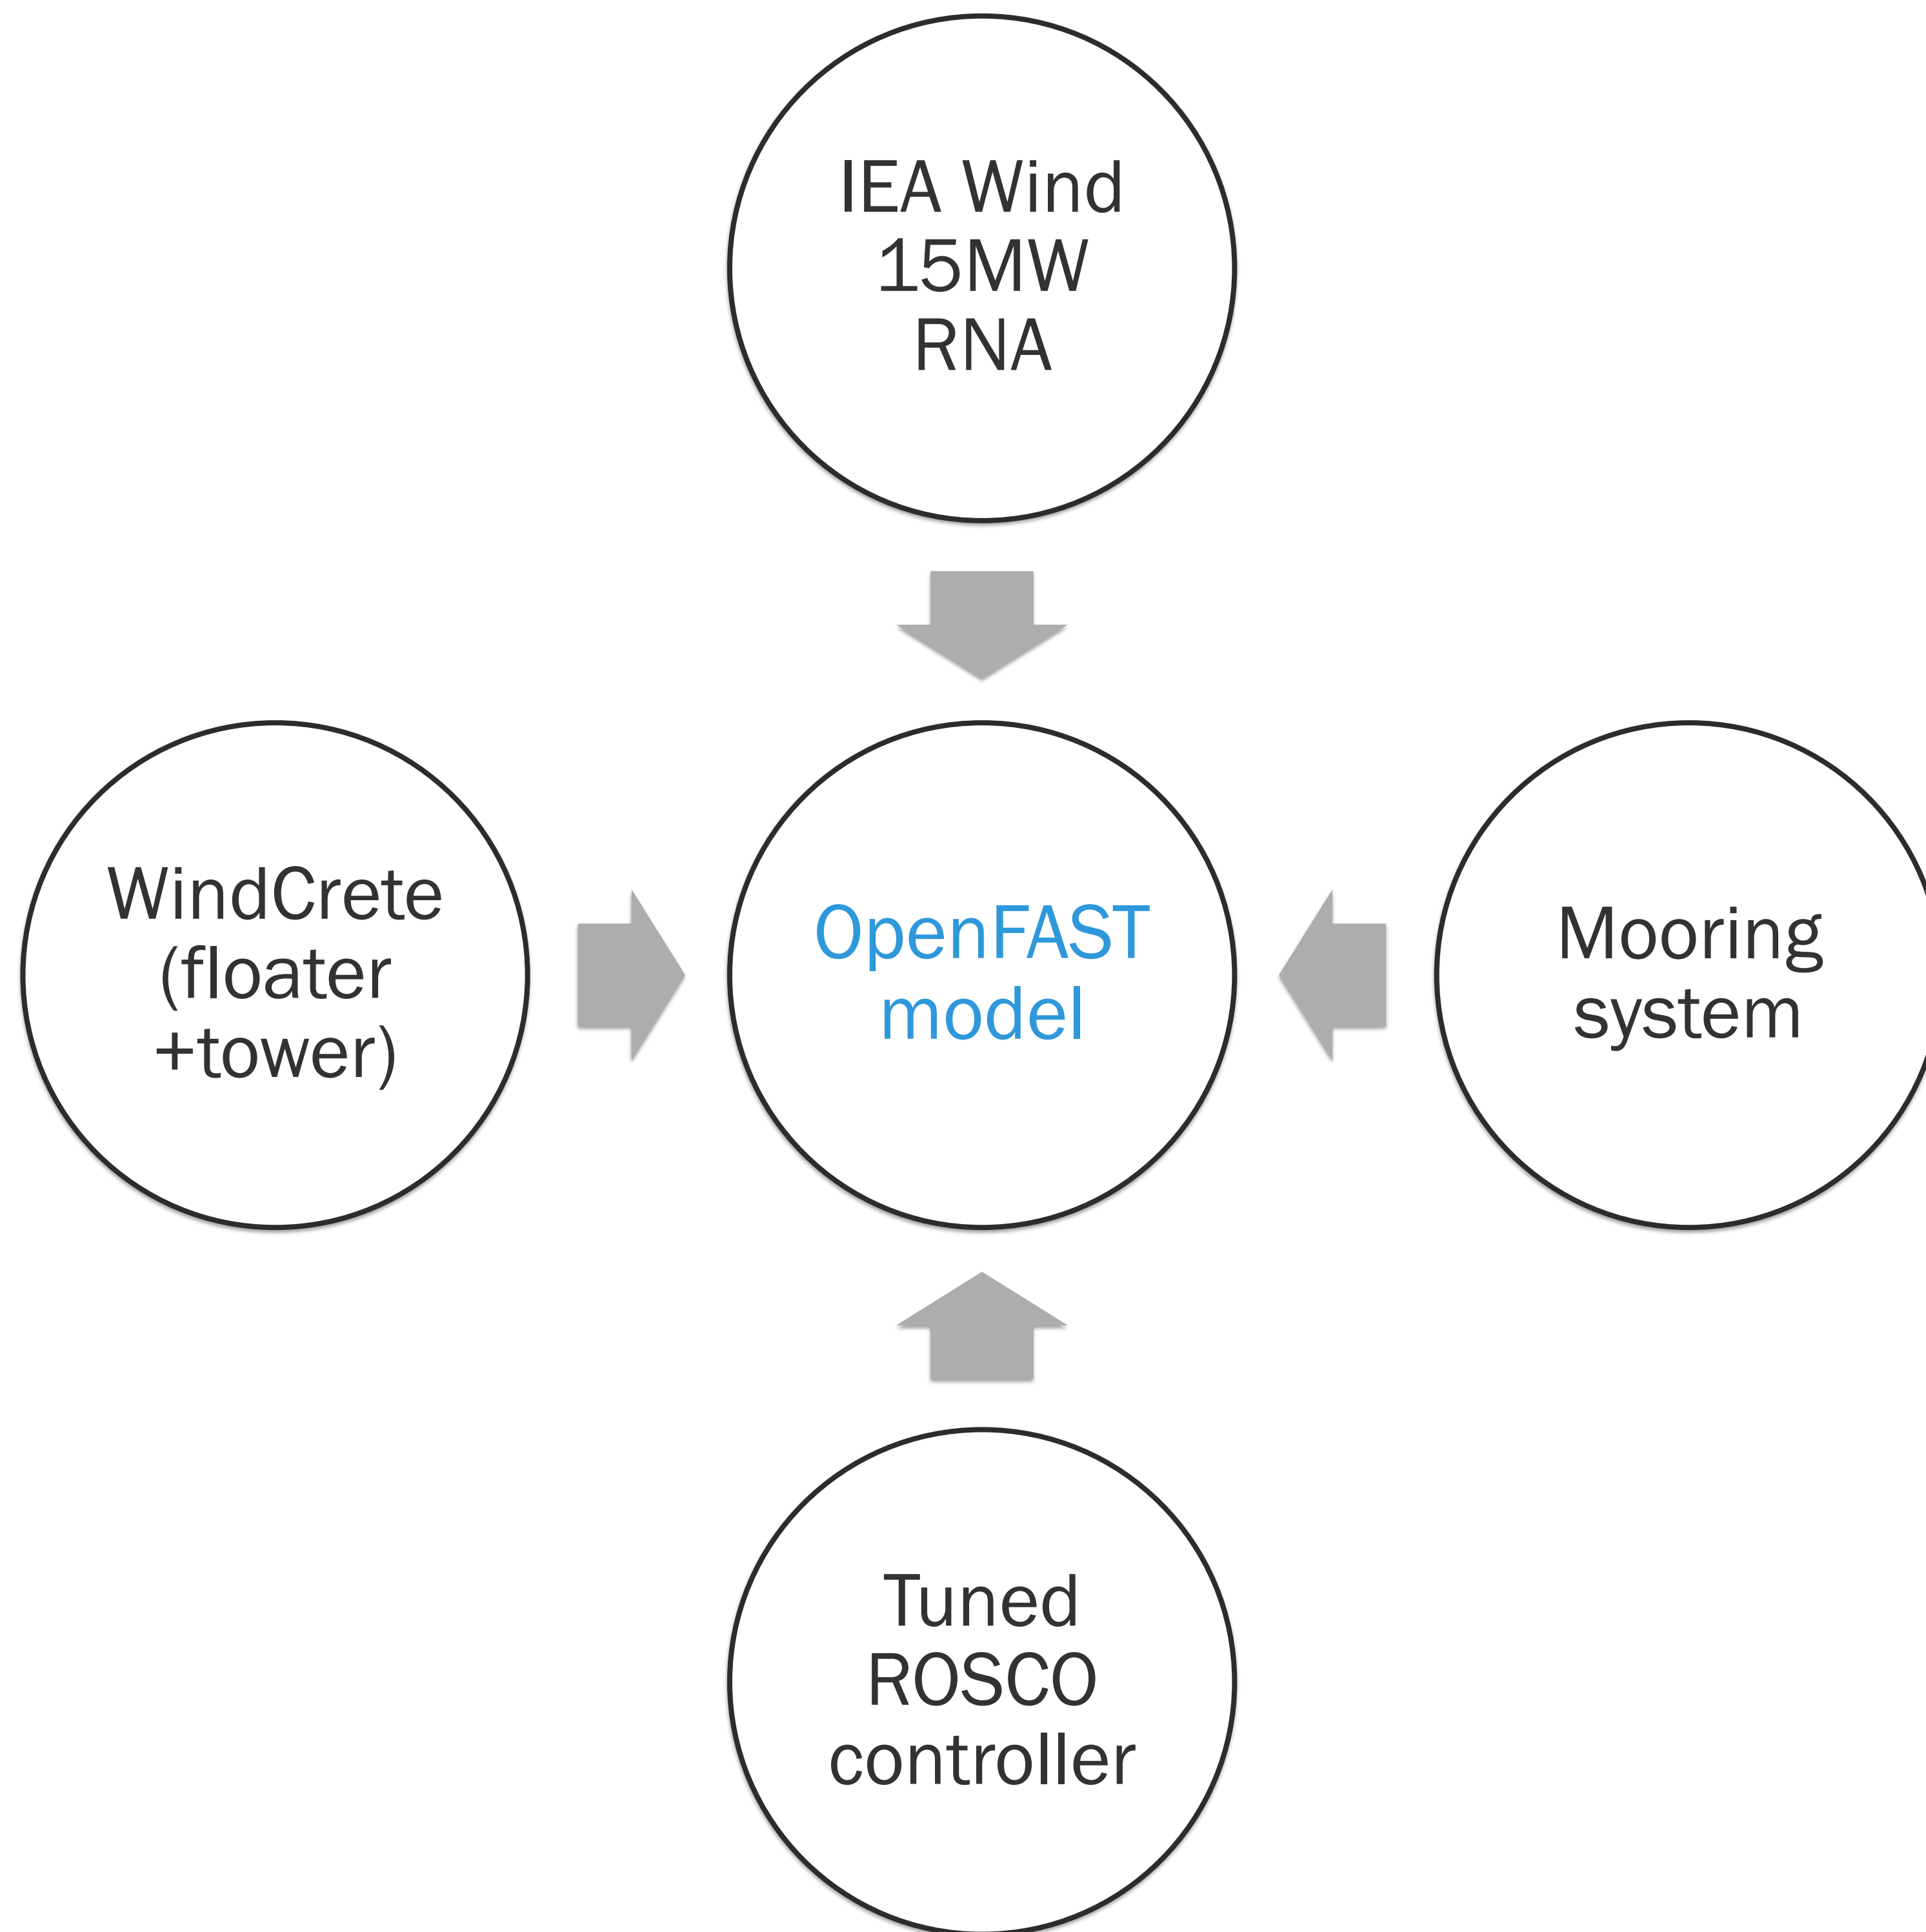 IEA Wind
15MW
RNA
WindCrete
(floater
+tower)
OpenFAST
model
Mooring
system
Tuned
ROSCO
controller